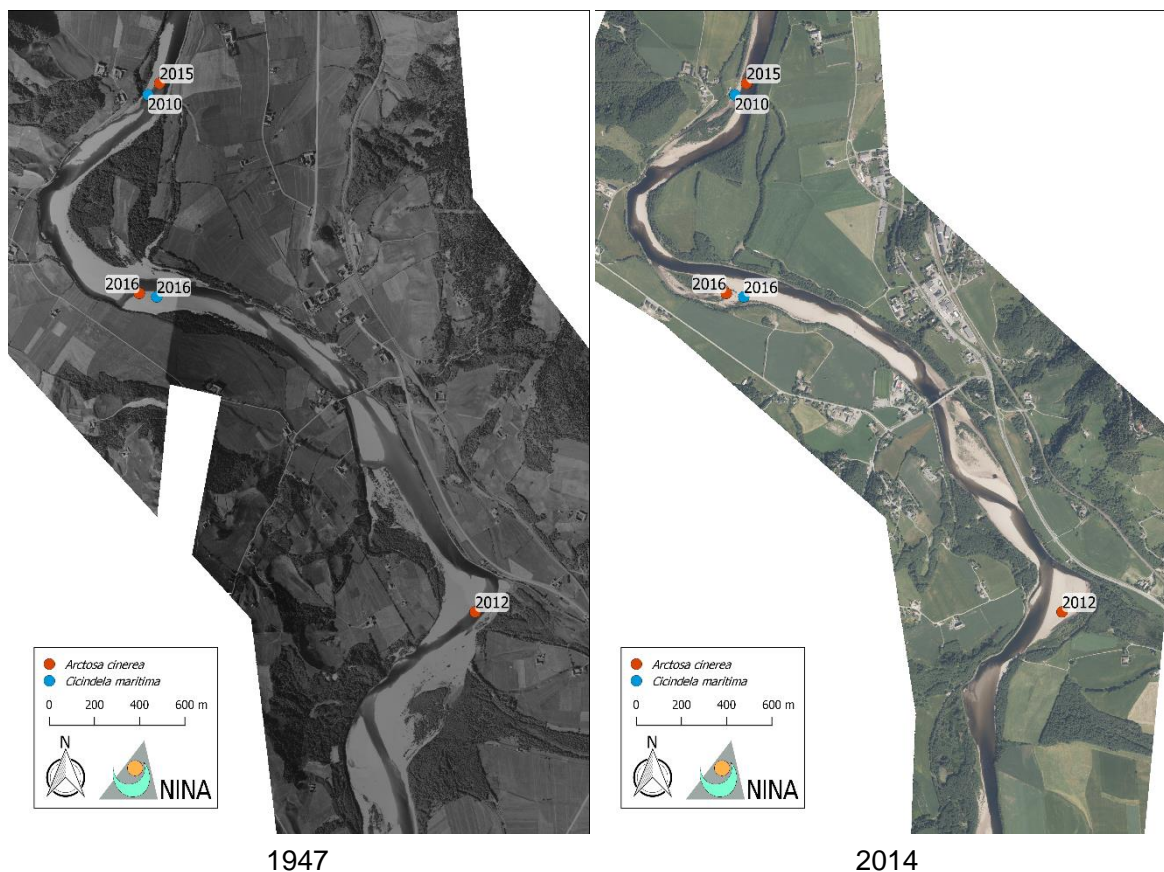 2015
2010
2016
2016
2012
Arctosa cinerea
Cicindela maritima
0 200 400 600 m
N
NINA
1947
2015
2010
2016
2016
2012
Arctosa cinerea
Cicindela maritima
0 200 400 600 m
N
NINA
2014